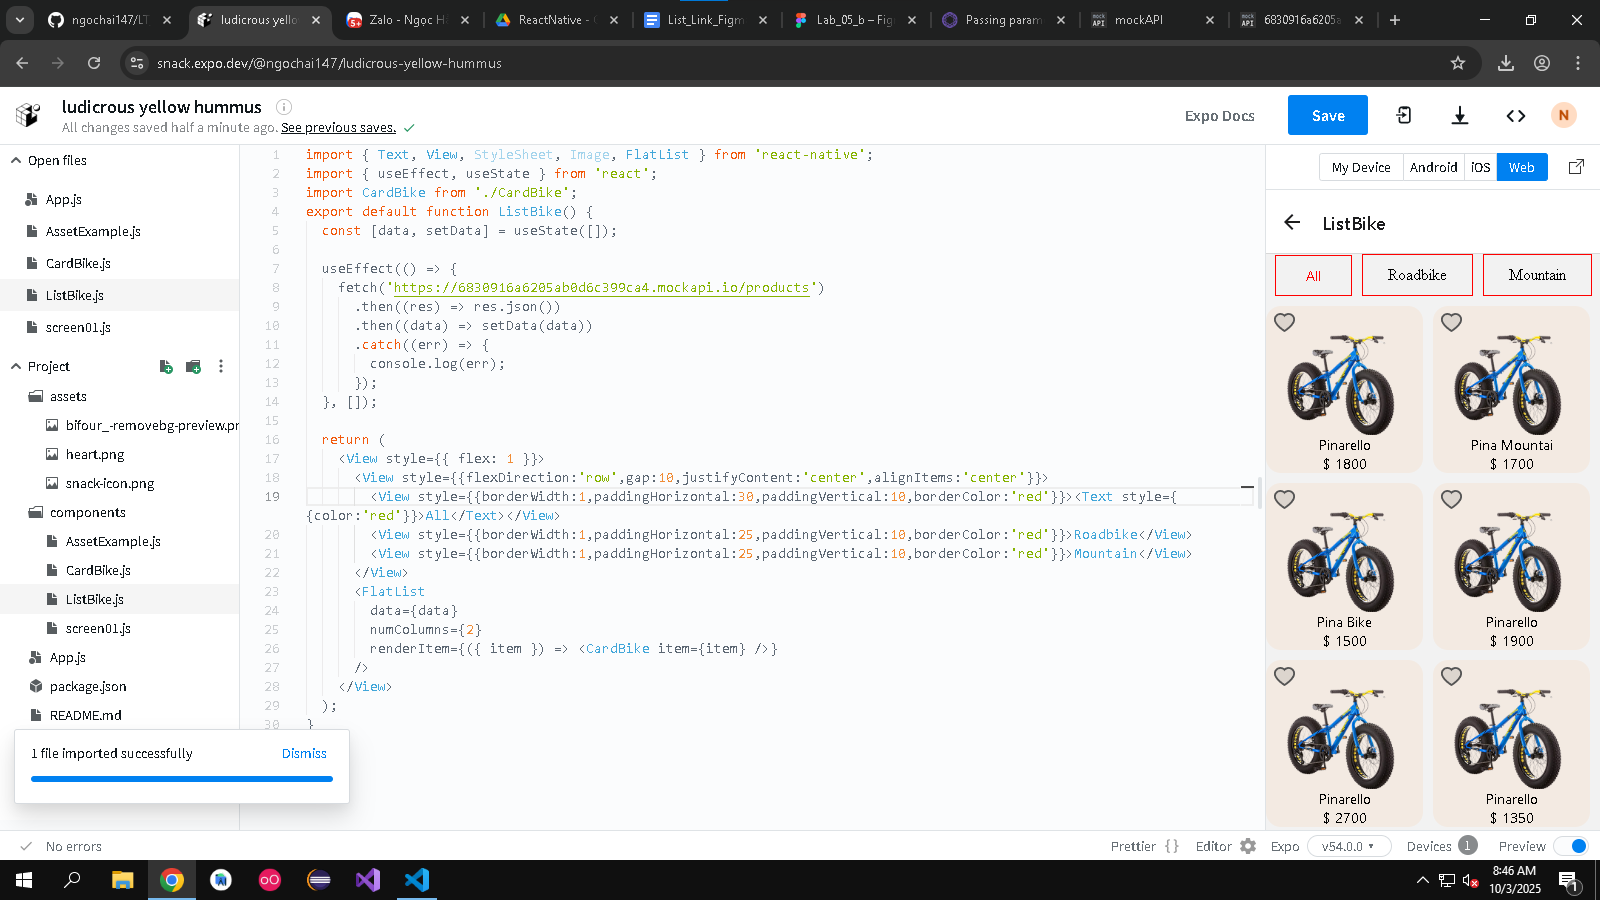 ngochai147/LT
ludicrous yello
Zalo - Ngọc H
ReactNative -
List_Link_Figm
Lab_05_b – Fig
Passing param
mockAPI
6830916a6205a
snack.expo.dev/@ngochai147/ludicrous-yellow-hummus
ludicrous yellow hummus
All changes saved half a minute ago. See previous saves.
Expo Docs
Save
N
Open files
App.js
AssetExample.js
CardBike.js
ListBike.js
screen01.js
Project
assets
bifour_-removebg-preview.pr
heart.png
snack-icon.png
components
AssetExample.js
CardBike.js
ListBike.js
screen01.js
App.js
package.json
README.md
1 file imported successfully
Dismiss
1 import { Text, View, StyleSheet, Image, FlatList } from 'react-native';
2 import { useEffect, useState } from 'react';
3 import CardBike from './CardBike';
4 export default function ListBike() {
5 const [data, setData] = useState([]);
6
7 useEffect(() => {
8 fetch('https://6830916a6205ab0d6c399ca4.mockapi.io/products')
9 .then((res) => res.json())
10 .then((data) => setData(data))
11 .catch((err) => {
12 console.log(err);
13 });
14 }, []);
15
16 return (
17 <View style={{ flex: 1 }}>
18 <View style={{flexDirection:'row',gap:10,justifyContent:'center',alignItems:'center'}}>
19 <View style={{borderWidth:1,paddingHorizontal:30,paddingVertical:10,borderColor:'red'}}><Text style={
{color:'red'}}>All</Text></View>
20 <View style={{borderWidth:1,paddingHorizontal:25,paddingVertical:10,borderColor:'red'}}>Roadbike</View>
21 <View style={{borderWidth:1,paddingHorizontal:25,paddingVertical:10,borderColor:'red'}}>Mountain</View>
22 </View>
23 <FlatList
24 data={data}
25 numColumns={2}
26 renderItem={({ item }) => <CardBike item={item} />}
27 />
28 </View>
29 );
30 }
My Device
Android
iOS
Web
ListBike
All
Roadbike
Mountain
Pinarello
$ 1800
Pina Mountai
$ 1700
Pina Bike
$ 1500
Pinarello
$ 1900
Pinarello
$ 2700
Pinarello
$ 1350
No errors
Prettier
Editor
Expo
v54.0.0
Devices
1
Preview
8:46 AM
10/3/2025
1